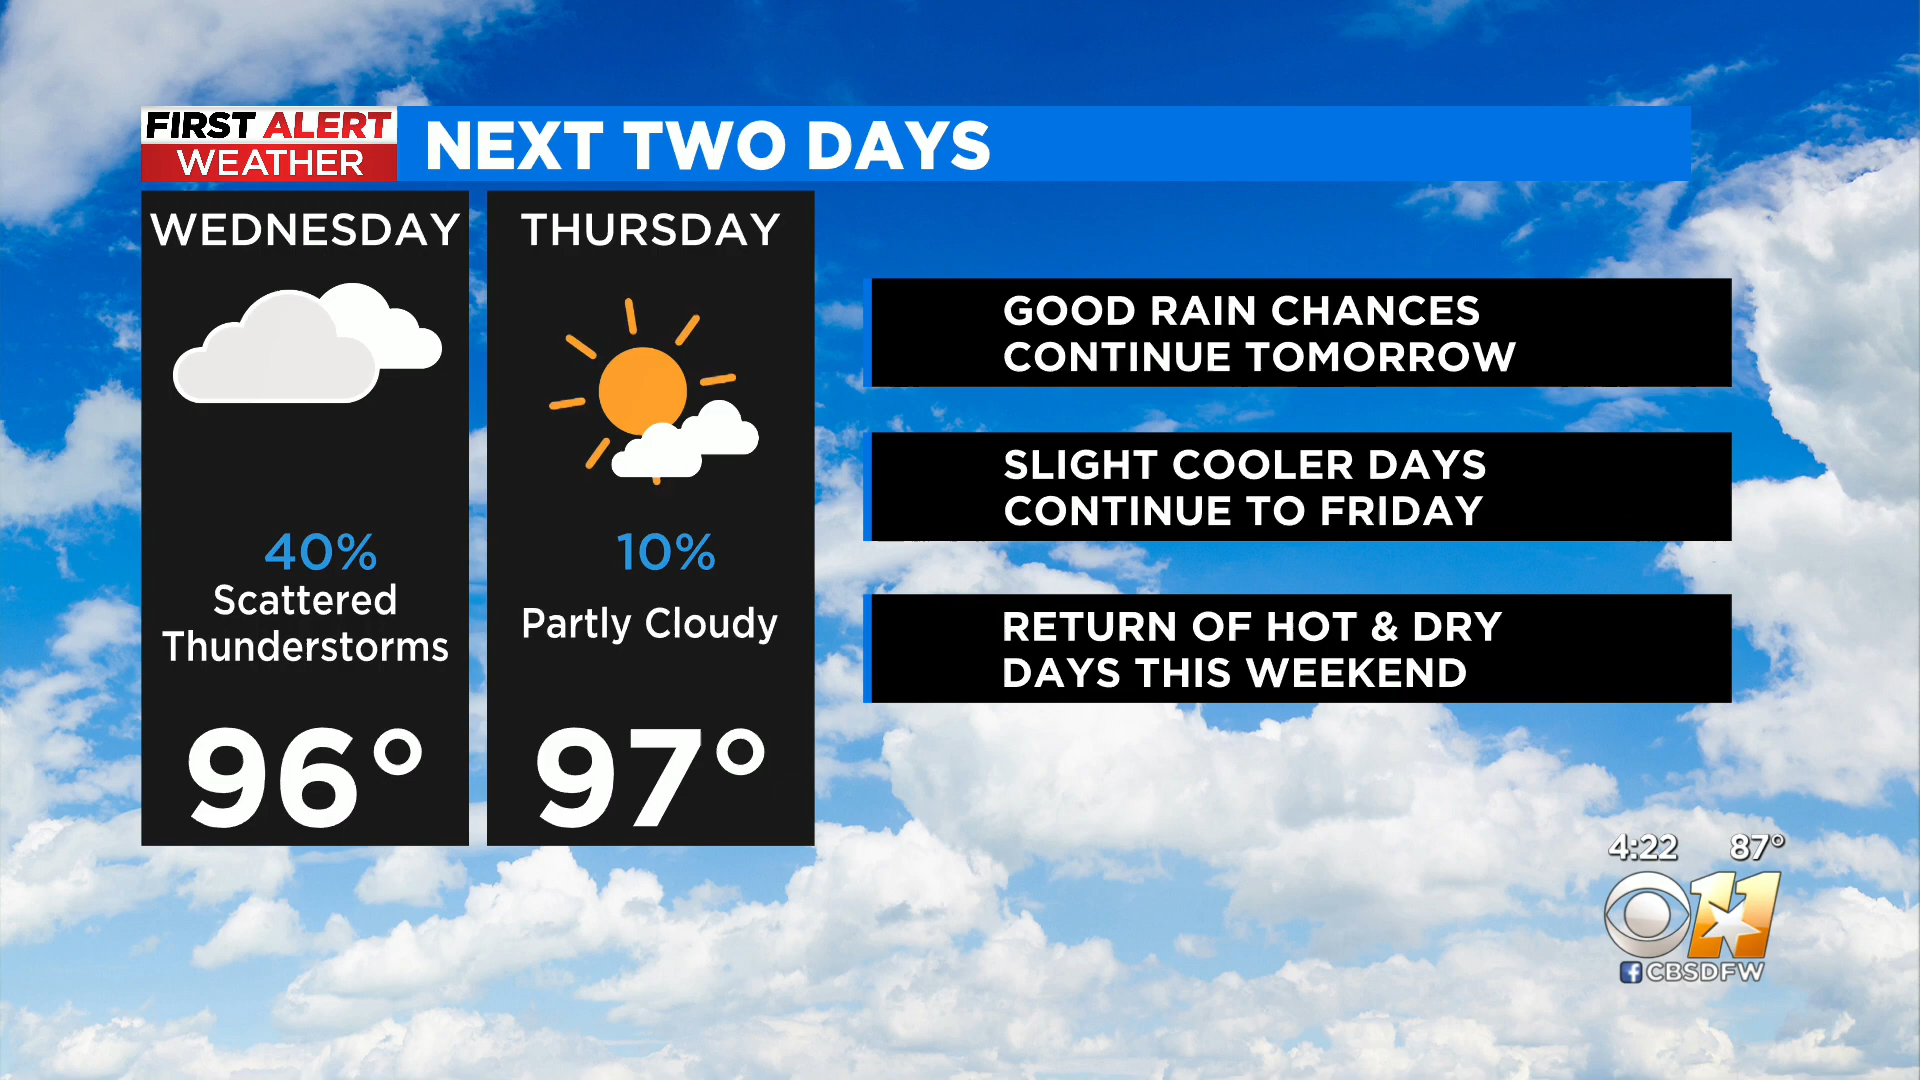 FIRST ALERT
WEATHER
NEXT TWO DAYS
WEDNESDAY
40%
Scattered
Thunderstorms
96°
THURSDAY
10%
Partly Cloudy
97°
GOOD RAIN CHANCES
CONTINUE TOMORROW
SLIGHT COOLER DAYS
CONTINUE TO FRIDAY
RETURN OF HOT & DRY
DAYS THIS WEEKEND
4:22 87°
11
f CBSDFW